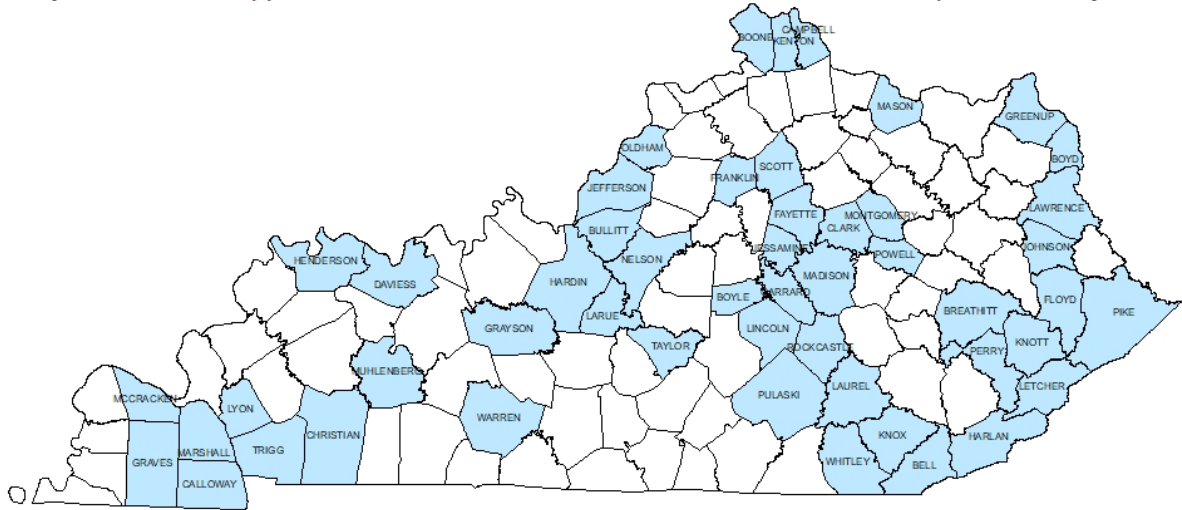 BOONE
KENTON
CAMPBELL
MASON
GREENUP
BOYD
OLDHAM
SCOTT
FRANKLIN
JEFFERSON
LAWRENCE
FAYETTE
MONTGOMERY
CLARK
BULLITT
JESSAMINE
JOHNSON
POWELL
NELSON
HENDERSON
MADISON
HARDIN
DAVIESS
GARRARD
BOYLE
FLOYD
PIKE
BREATHITT
LARUE
GRAYSON
LINCOLN
KNOTT
TAYLOR
ROCKCASTLE
PERRY
MUHLENBERG
LAUREL
LETCHER
PULASKI
MCCRACKEN
LYON
WARREN
CHRISTIAN
KNOX
HARLAN
TRIGG
MARSHALL
GRAVES
WHITLEY
BELL
CALLOWAY